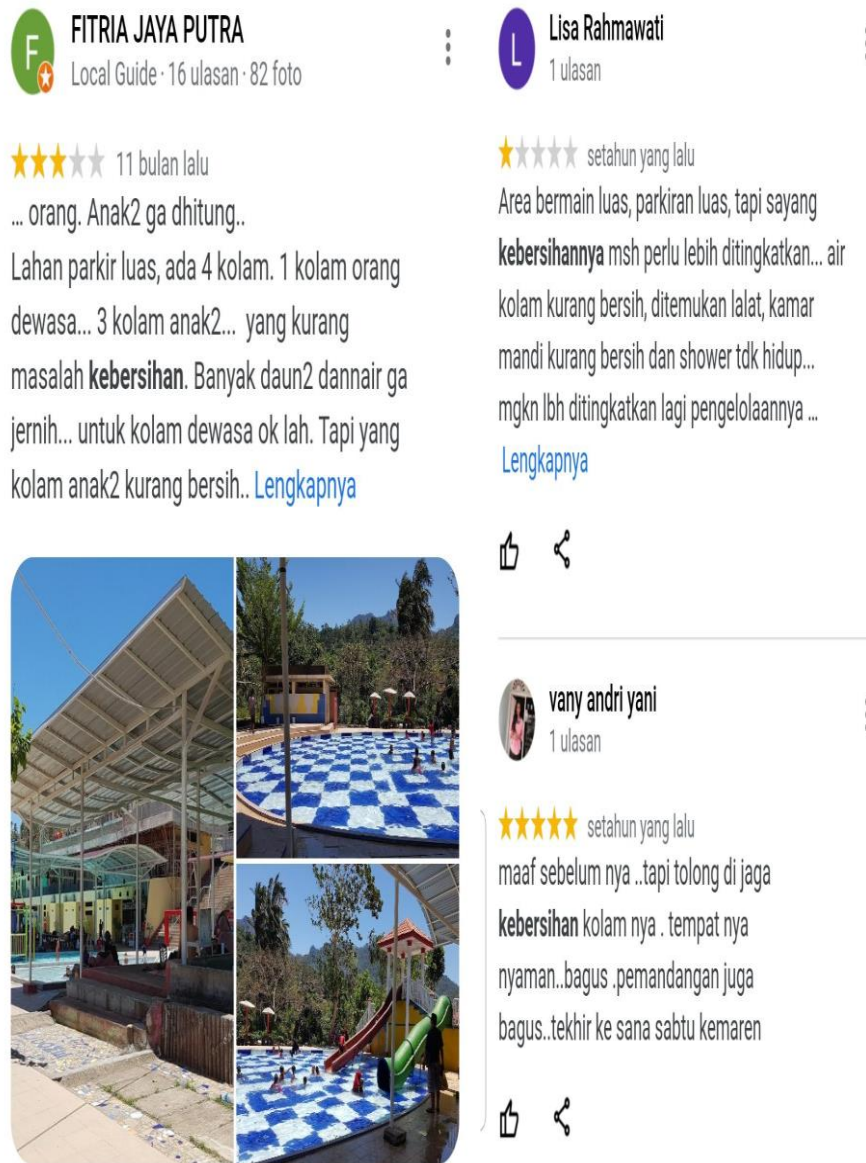 FITRIA JAYA PUTRA
Local Guide · 16 ulasan · 82 foto
11 bulan lalu
... orang. Anak2 ga dhitung..
Lahan parkir luas, ada 4 kolam. 1 kolam orang
dewasa... 3 kolam anak2... yang kurang
masalah kebersihan. Banyak daun2 dannair ga
jernih... untuk kolam dewasa ok lah. Tapi yang
kolam anak2 kurang bersih.. Lengkapnya
L
Lisa Rahmawati
1 ulasan
setahun yang lalu
Area bermain luas, parkiran luas, tapi sayang
kebersihannya msh perlu lebih ditingkatkan... air
kolam kurang bersih, ditemukan lalat, kamar
mandi kurang bersih dan shower tdk hidup...
mgkn lbh ditingkatkan lagi pengelolaannya ...
Lengkapnya
vany andri yani
1 ulasan
setahun yang lalu
maaf sebelum nya ..tapi tolong di jaga
kebersihan kolam nya . tempat nya
nyaman..bagus .pemandangan juga
bagus..tekhir ke sana sabtu kemaren